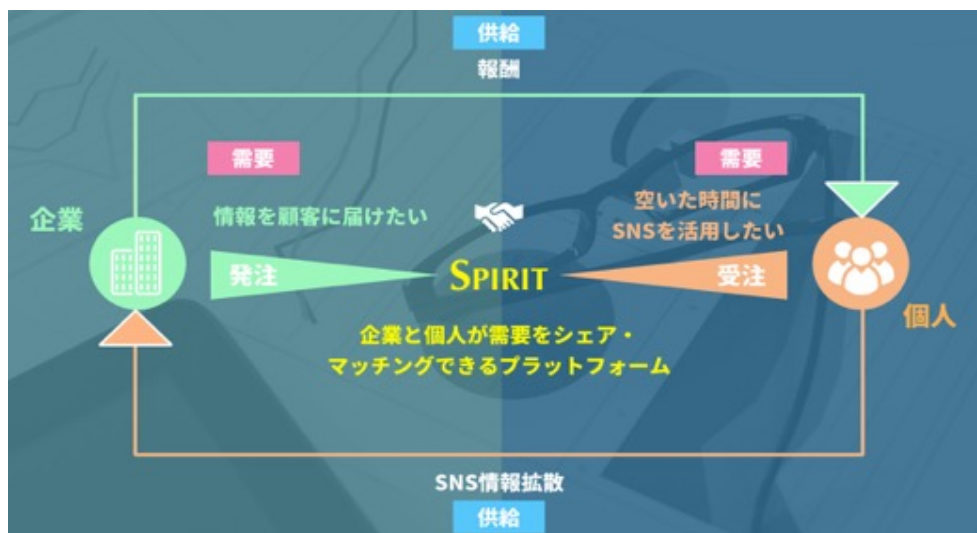 供給
報酬
需要
需要
企業
情報を顧客に届けたい
空いた時間に
SNSを活用したい
発注
SPIRIT
受注
個人
企業と個人が需要をシェア・
マッチングできるプラットフォーム
SNS情報拡散
供給